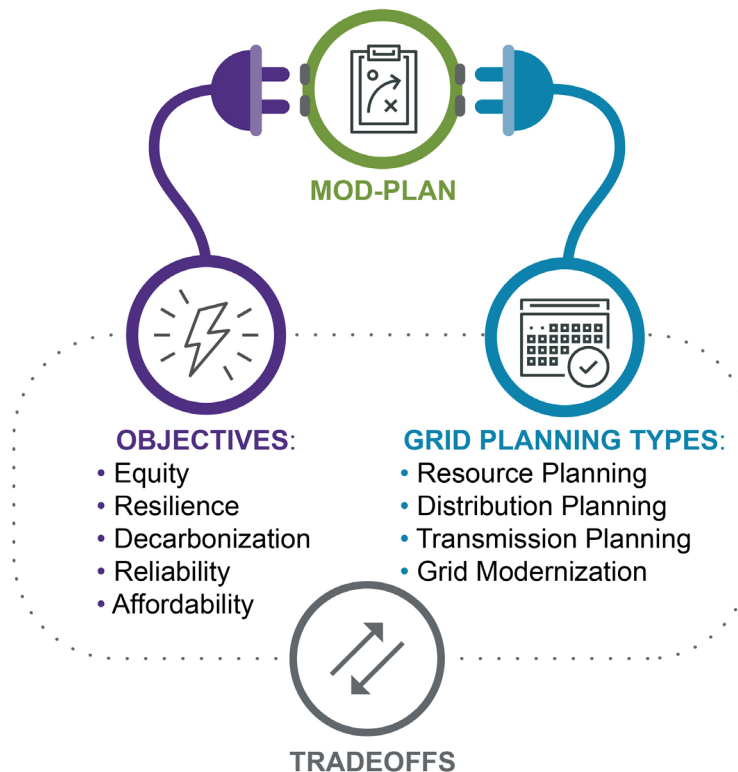 MOD-PLAN
OBJECTIVES:
• Equity
• Resilience
• Decarbonization
• Reliability
• Affordability
GRID PLANNING TYPES:
• Resource Planning
• Distribution Planning
• Transmission Planning
• Grid Modernization
TRADEOFFS